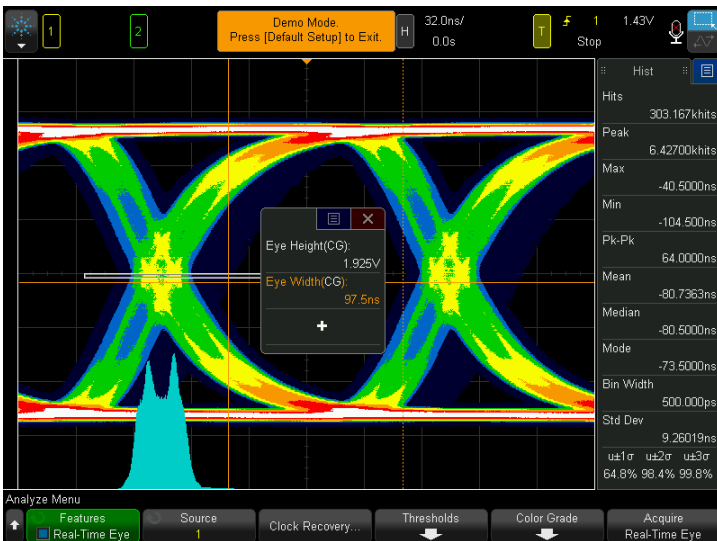 1
2
Demo Mode.
Press [Default Setup] to Exit.
H
32.0ns/
0.0s
T
1
1.43V
Stop
Hist
Hits
303.167khits
Peak
6.42700khits
Max
-40.5000ns
Min
-104.500ns
Pk-Pk
64.0000ns
Mean
-80.7363ns
Median
-80.5000ns
Mode
-73.5000ns
Bin Width
500.000ps
Std Dev
9.26019ns
u±1σ u±2σ u±3σ
64.8% 98.4% 99.8%
Eye Height(CG):
1.925V
Eye Width(CG):
97.5ns
Analyze Menu
Features
Real-Time Eye
Source
1
Clock Recovery...
Thresholds
Color Grade
Acquire
Real-Time Eye